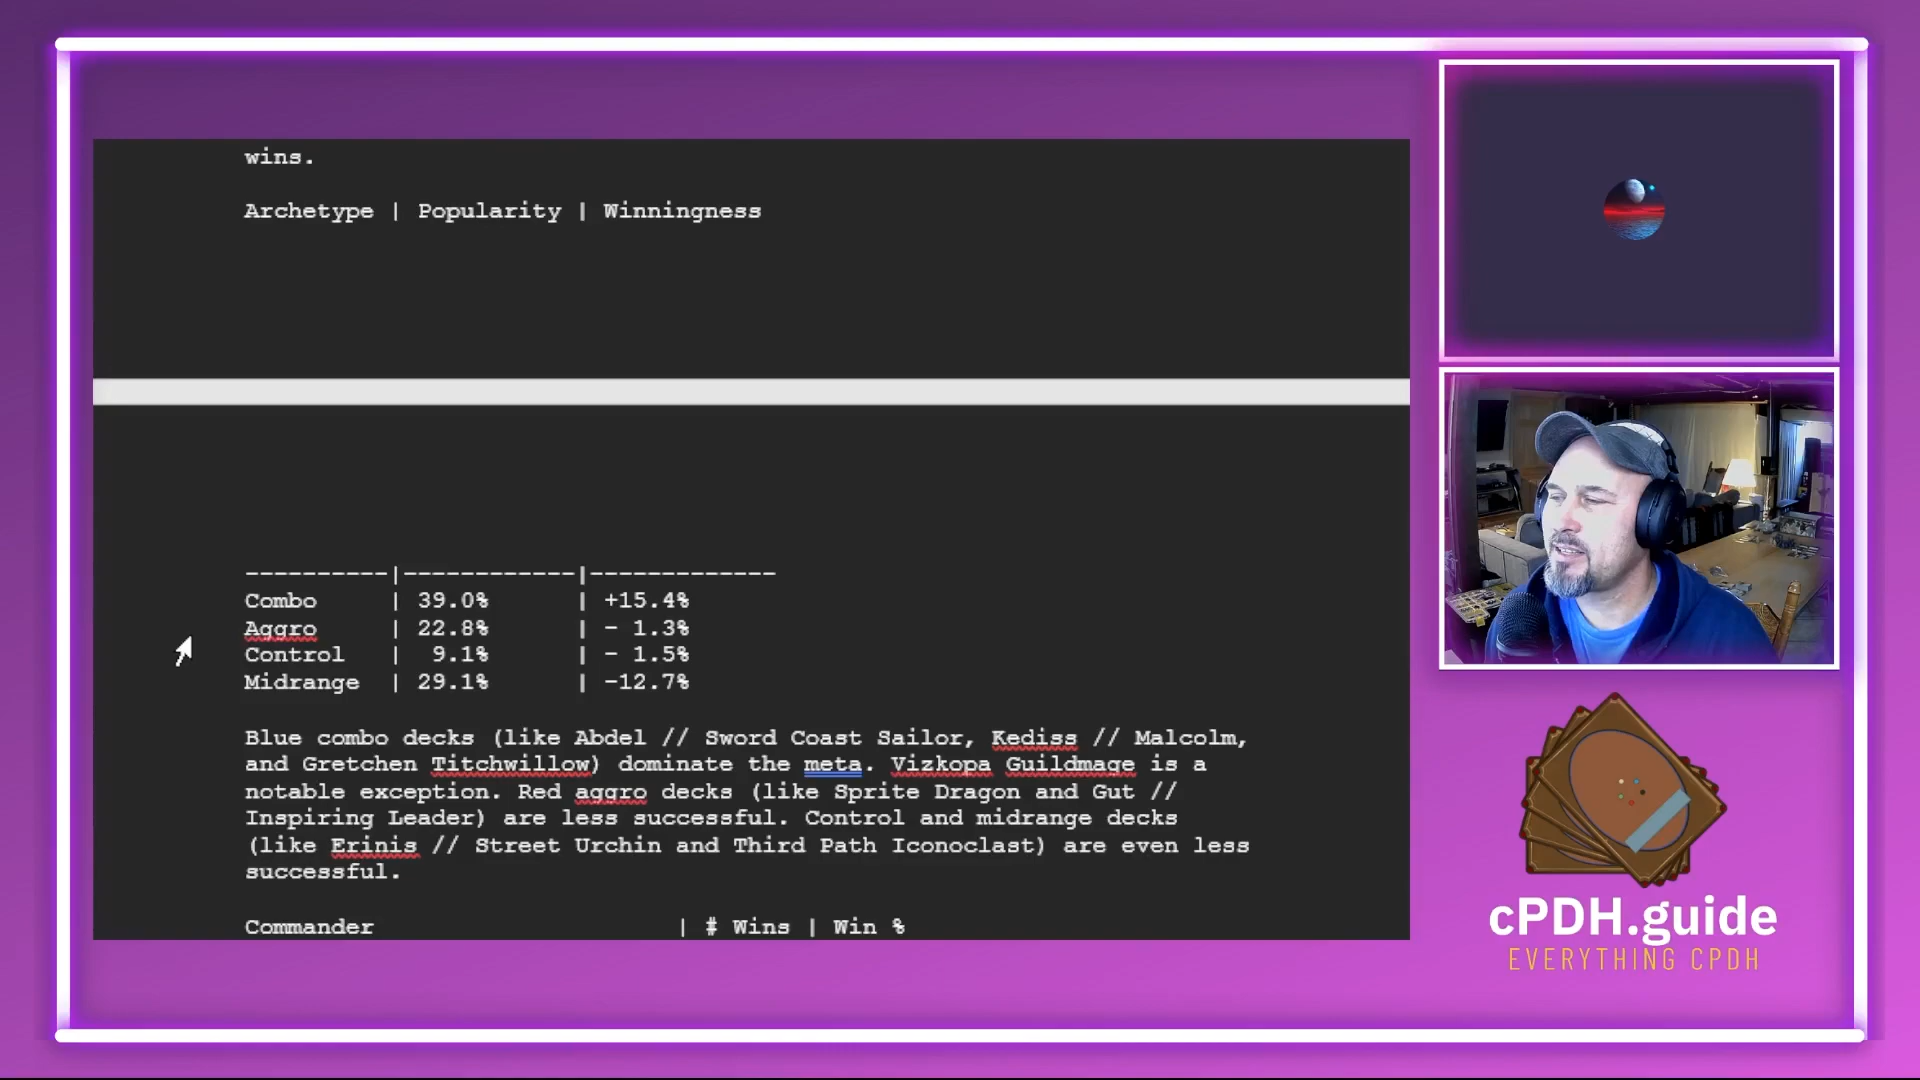 wins.
Archetype | Popularity | Winningness
----------|------------|-------------
Combo | 39.0% | +15.4%
Aggro | 22.8% | - 1.3%
Control | 9.1% | - 1.5%
Midrange | 29.1% | -12.7%
Blue combo decks (like Abdel // Sword Coast Sailor, Kediss // Malcolm,
and Gretchen Titchwillow) dominate the meta. Vizkopa Guildmage is a
notable exception. Red aggro decks (like Sprite Dragon and Gut //
Inspiring Leader) are less successful. Control and midrange decks
(like Erinis // Street Urchin and Third Path Iconoclast) are even less
successful.
Commander | # Wins | Win %
cPDH.guide
EVERYTHING CPDH